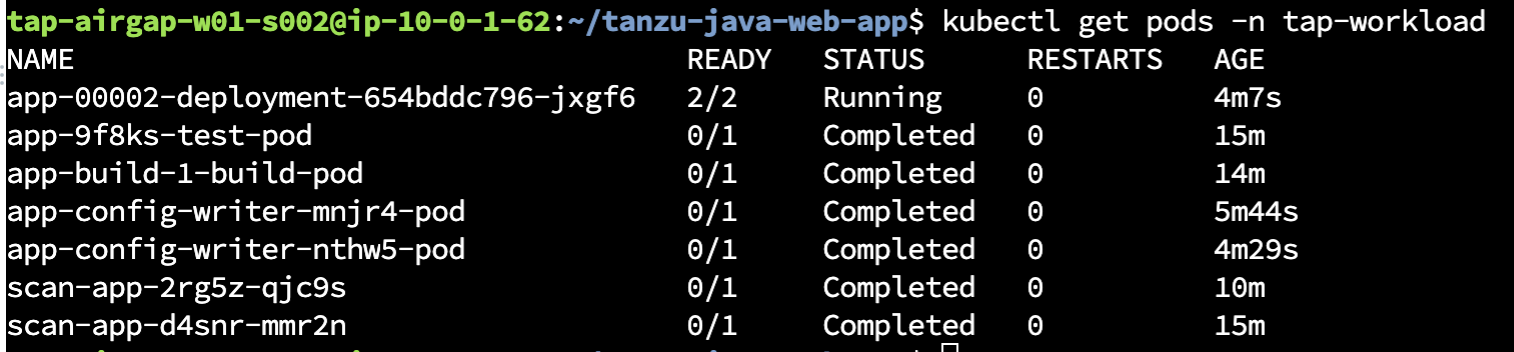 tap-airgap-w01-s002@ip-10-0-1-62:~/tanzu-java-web-app$ kubectl get pods -n tap-workload
NAME READY STATUS RESTARTS AGE
app-00002-deployment-654bddc796-jxgf6 2/2 Running 0 4m7s
app-9f8ks-test-pod 0/1 Completed 0 15m
app-build-1-build-pod 0/1 Completed 0 14m
app-config-writer-mnjr4-pod 0/1 Completed 0 5m44s
app-config-writer-nthw5-pod 0/1 Completed 0 4m29s
scan-app-2rg5z-qjc9s 0/1 Completed 0 10m
scan-app-d4snr-mmr2n 0/1 Completed 0 15m